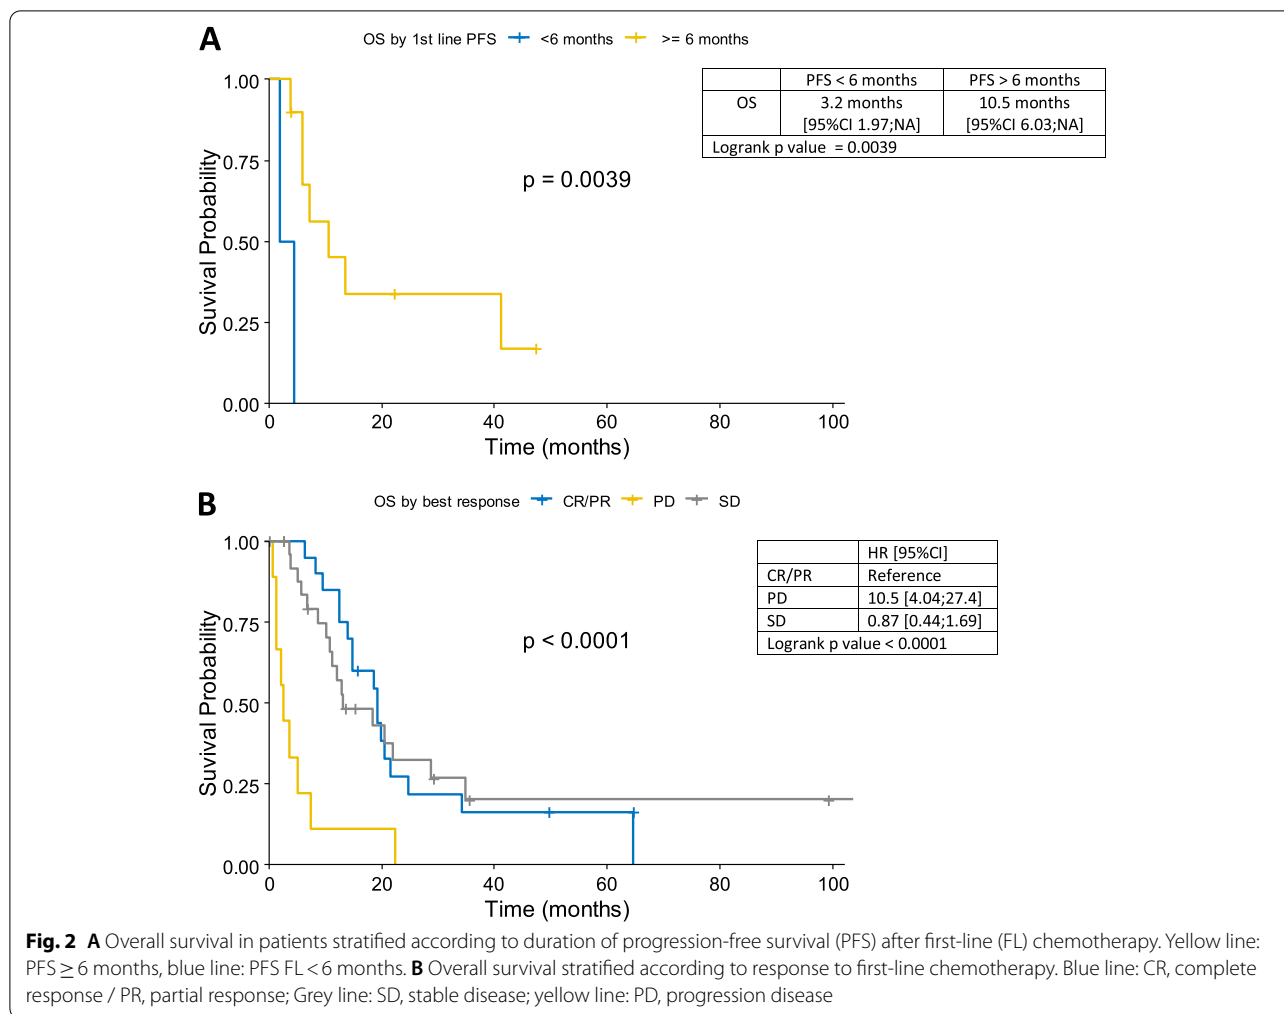 A
OS by 1st line PFS <6 months >= 6 months
1.00
0.75
0.50
0.25
0.00
Suvival Probability
0 20 40 60 80 100
Time (months)
p = 0.0039
PFS < 6 months PFS > 6 months
OS 3.2 months 10.5 months
[95%CI 1.97;NA] [95%CI 6.03;NA]
Logrank p value = 0.0039
B
OS by best response CR/PR PD SD
1.00
0.75
0.50
0.25
0.00
Suvival Probability
0 20 40 60 80 100
Time (months)
p < 0.0001
HR [95%CI]
CR/PR Reference
PD 10.5 [4.04;27.4]
SD 0.87 [0.44;1.69]
Logrank p value < 0.0001
Fig. 2 A Overall survival in patients stratified according to duration of progression-free survival (PFS) after first-line (FL) chemotherapy. Yellow line:
PFS ≥ 6 months, blue line: PFS FL < 6 months. B Overall survival stratified according to response to first-line chemotherapy. Blue line: CR, complete
response / PR, partial response; Grey line: SD, stable disease; yellow line: PD, progression disease